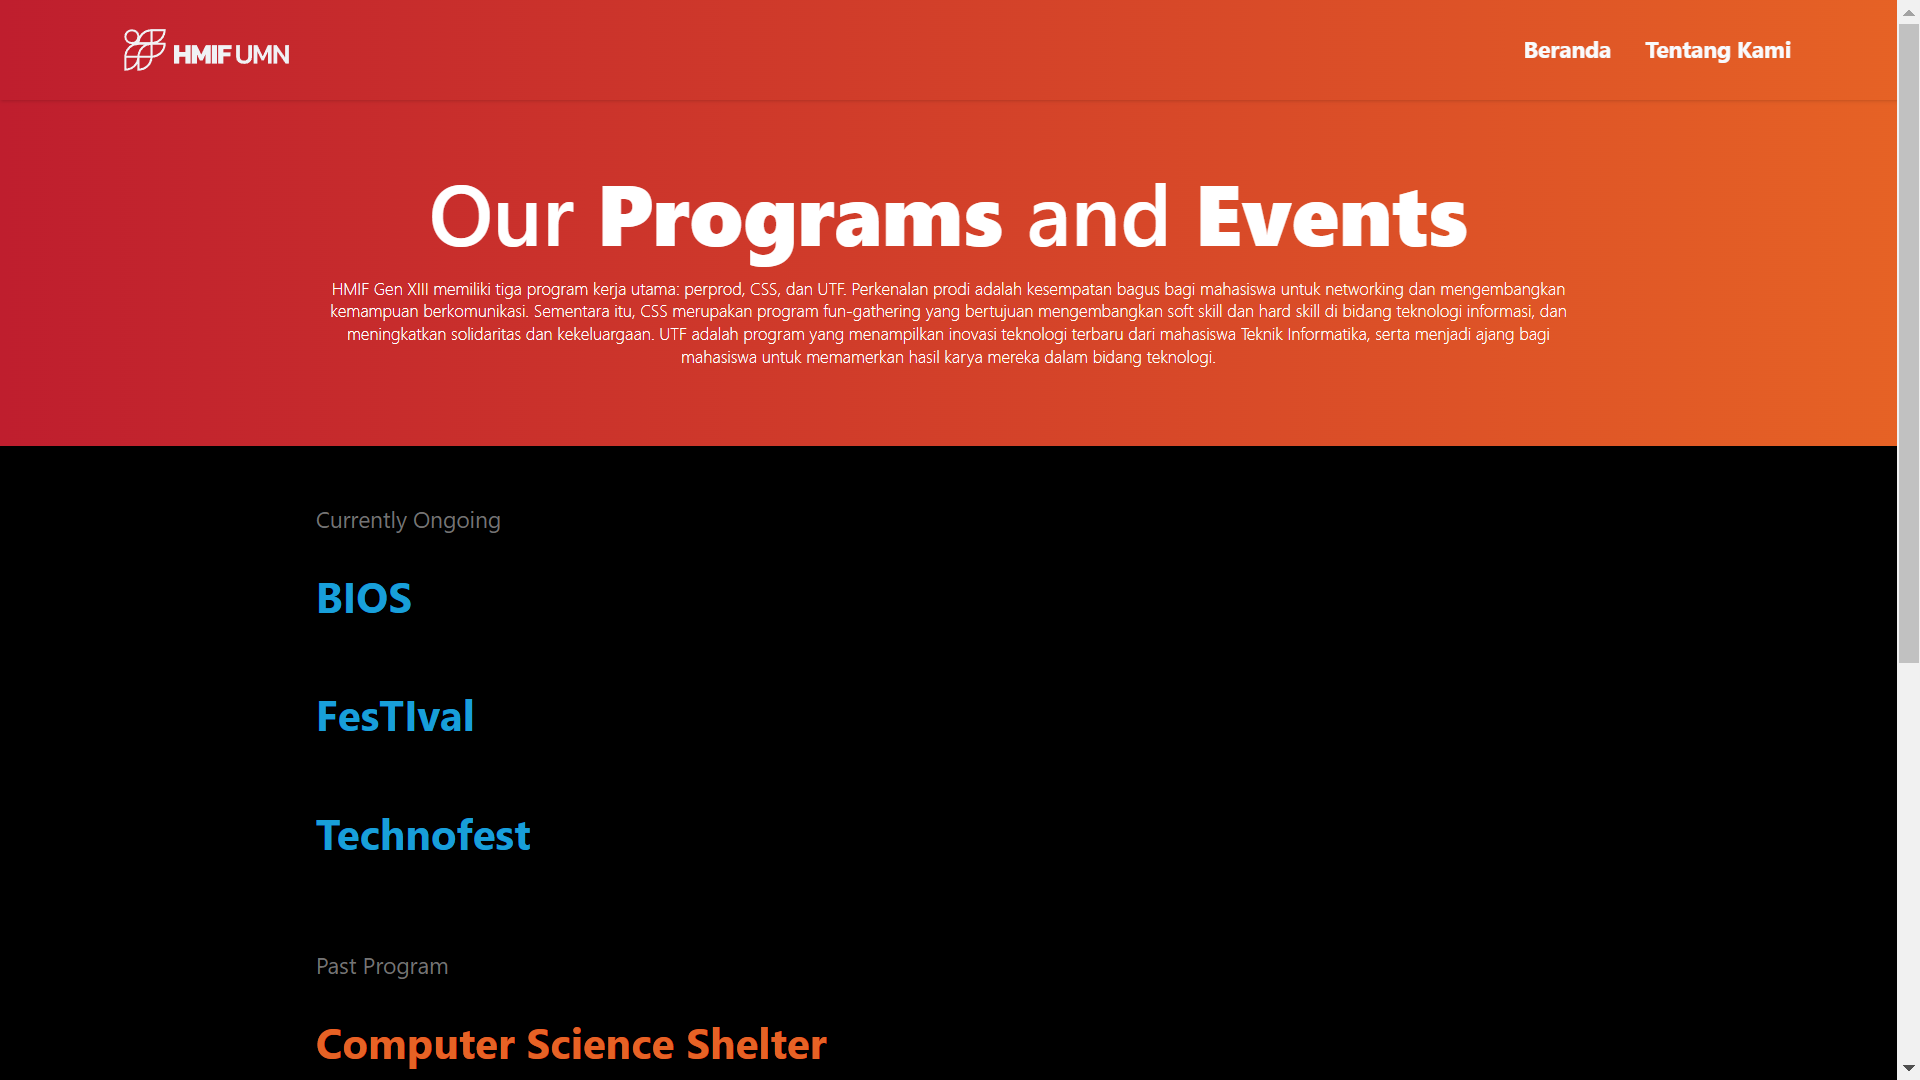 HMIF UMN
Beranda
Tentang Kami
Our Programs and Events
HMIF Gen XIII memiliki tiga program kerja utama: perprod, CSS, dan UTF. Perkenalan prodi adalah kesempatan bagus bagi mahasiswa untuk networking dan mengembangkan
kemampuan berkomunikasi. Sementara itu, CSS merupakan program fun-gathering yang bertujuan mengembangkan soft skill dan hard skill di bidang teknologi informasi, dan
meningkatkan solidaritas dan kekeluargaan. UTF adalah program yang menampilkan inovasi teknologi terbaru dari mahasiswa Teknik Informatika, serta menjadi ajang bagi
mahasiswa untuk memamerkan hasil karya mereka dalam bidang teknologi.
Currently Ongoing
BIOS
FesTIval
Technofest
Past Program
Computer Science Shelter